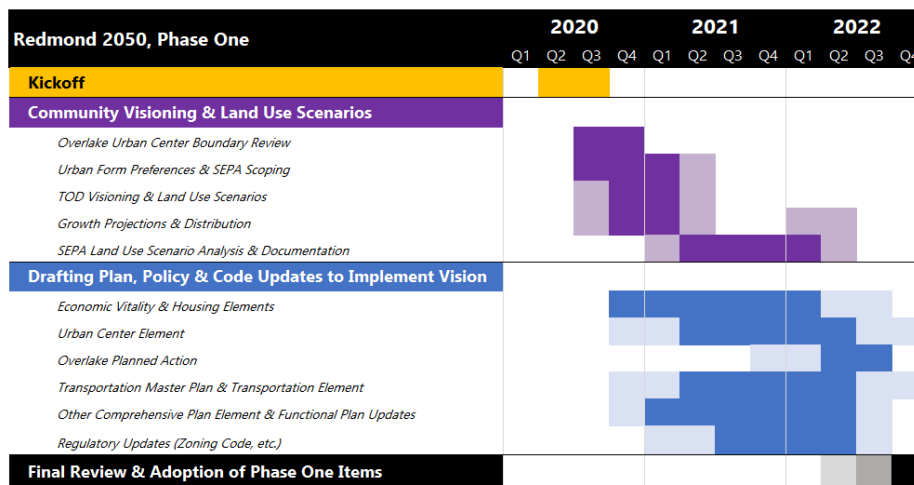 2020 2021 2022
Redmond 2050, Phase One
Q1 Q2 Q3 Q4 Q1 Q2 Q3 Q4 Q1 Q2 Q3 Q4
Kickoff
Community Visioning & Land Use Scenarios
Overlake Urban Center Boundary Review
Urban Form Preferences & SEPA Scoping
TOD Visioning & Land Use Scenarios
Growth Projections & Distribution
SEPA Land Use Scenario Analysis & Documentation
Drafting Plan, Policy & Code Updates to Implement Vision
Economic Vitality & Housing Elements
Urban Center Element
Overlake Planned Action
Transportation Master Plan & Transportation Element
Other Comprehensive Plan Element & Functional Plan Updates
Regulatory Updates (Zoning Code, etc.)
Final Review & Adoption of Phase One Items